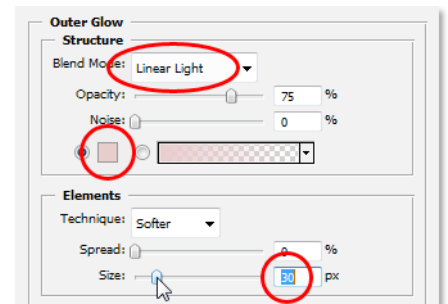 Outer Glow
Structure
Blend Mode: Linear Light
Opacity: 75 %
Noise: 0 %
Elements
Technique: Softer
Spread: 0 %
Size: 30 px